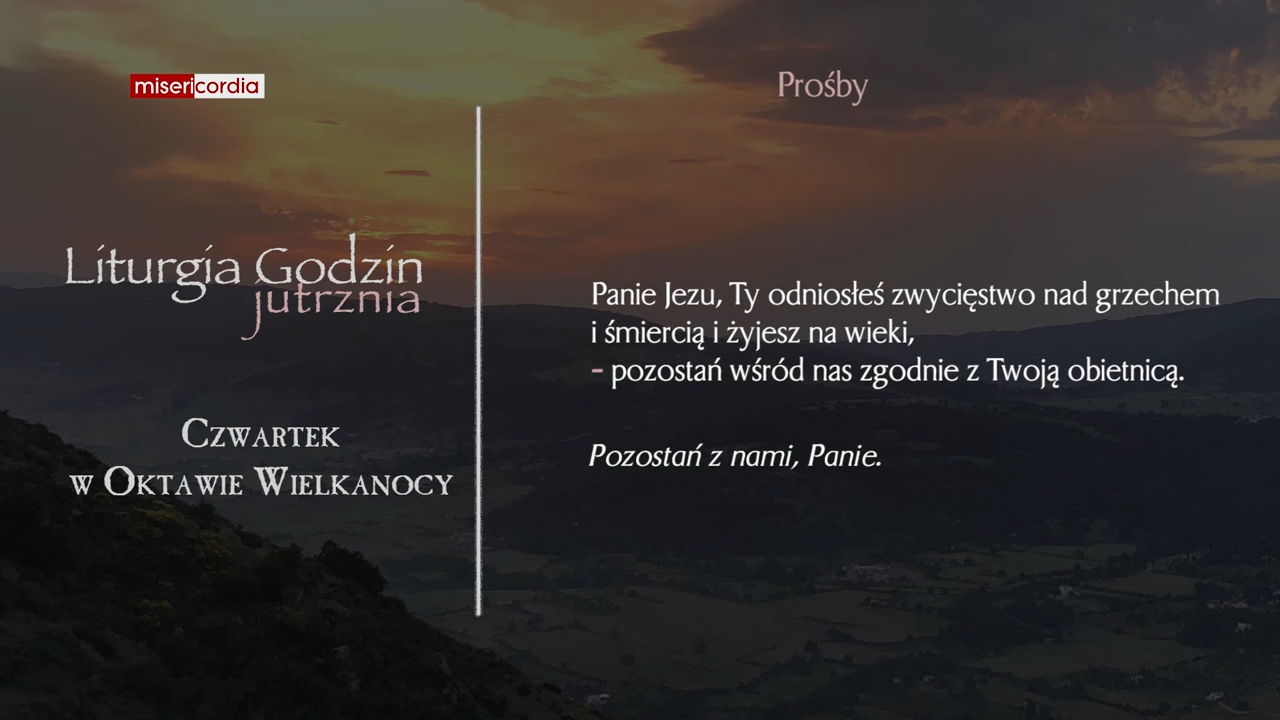 misericordia
Liturgia Godzin
jutrznia
Czwartek
w Oktawie Wielkanocy
Prośby
Panie Jezu, Ty odniosłeś zwycięstwo nad grzechem
i śmiercią i żyjesz na wieki,
- pozostań wśród nas zgodnie z Twoją obietnicą.
Pozostań z nami, Panie.